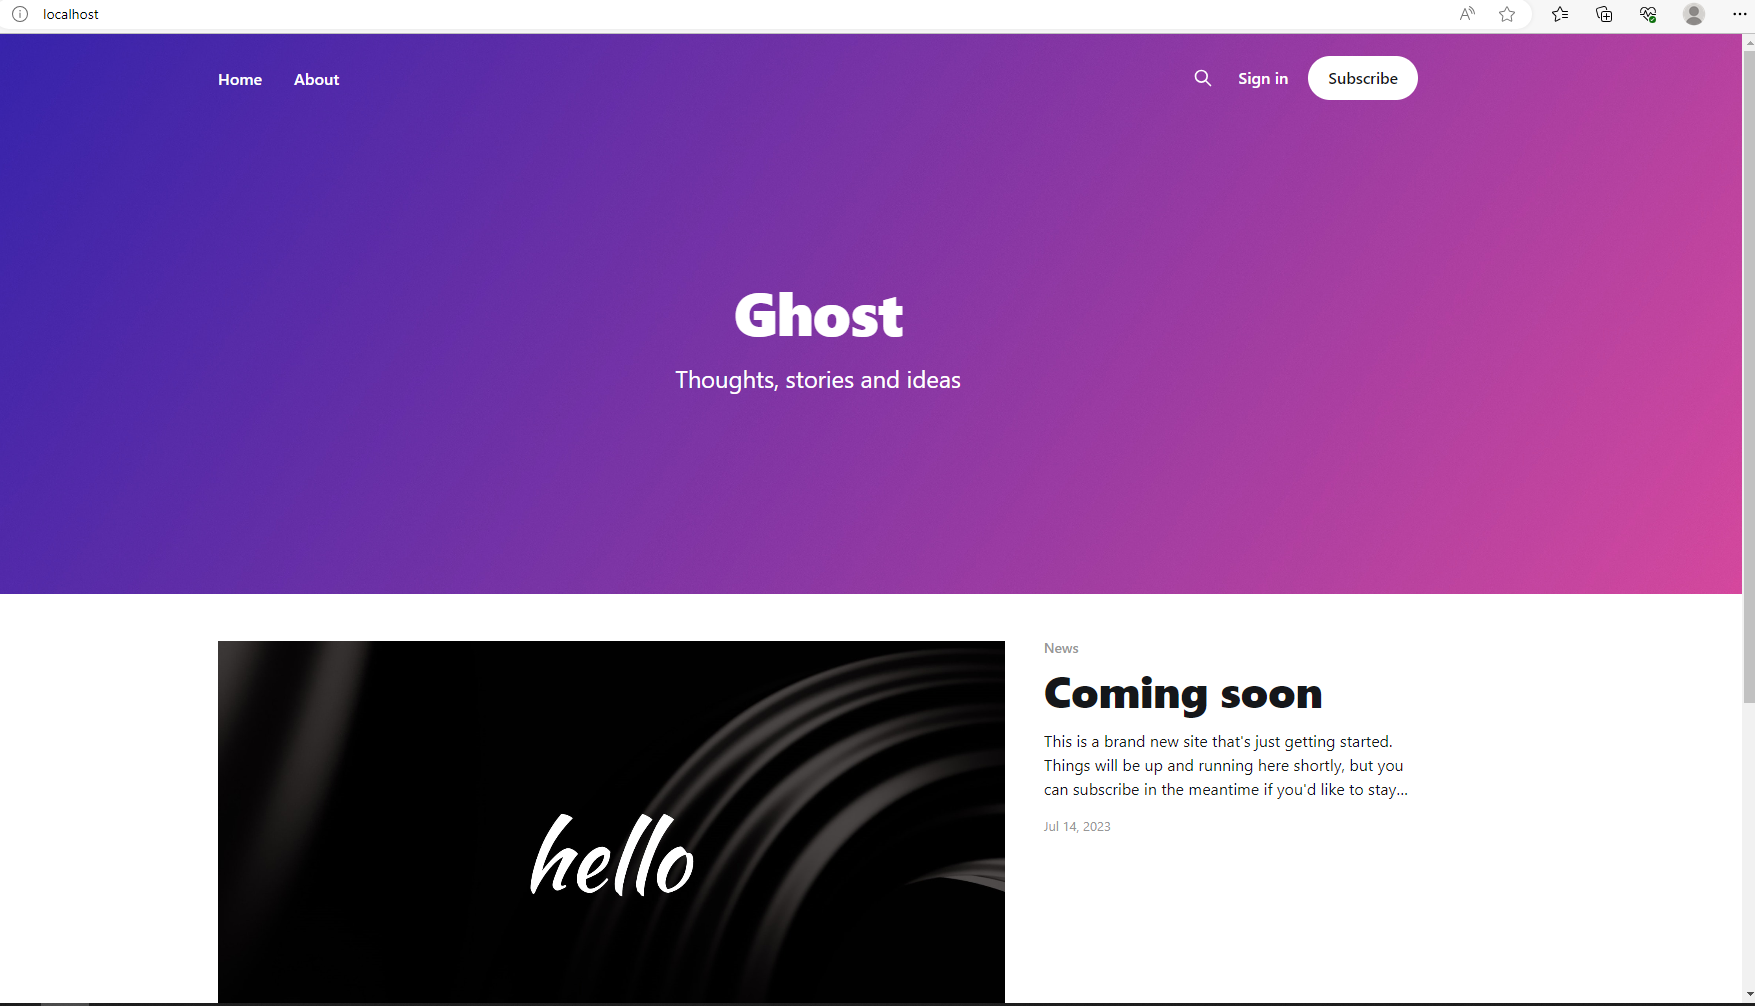 localhost
Home About Sign in Subscribe
Ghost
Thoughts, stories and ideas
hello
News
Coming soon
This is a brand new site that's just getting started.
Things will be up and running here shortly, but you
can subscribe in the meantime if you'd like to stay...
Jul 14, 2023